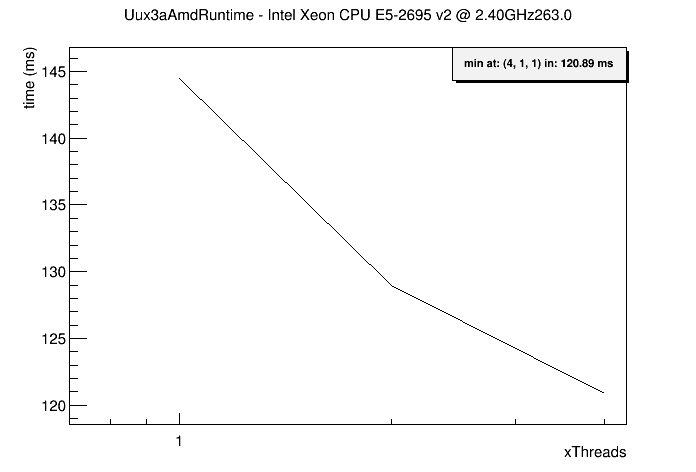 Uux3aAmdRuntime - Intel Xeon CPU E5-2695 v2 @ 2.40GHz263.0
time (ms)
min at: (4, 1, 1) in: 120.89 ms
145
140
135
130
125
120
1
xThreads